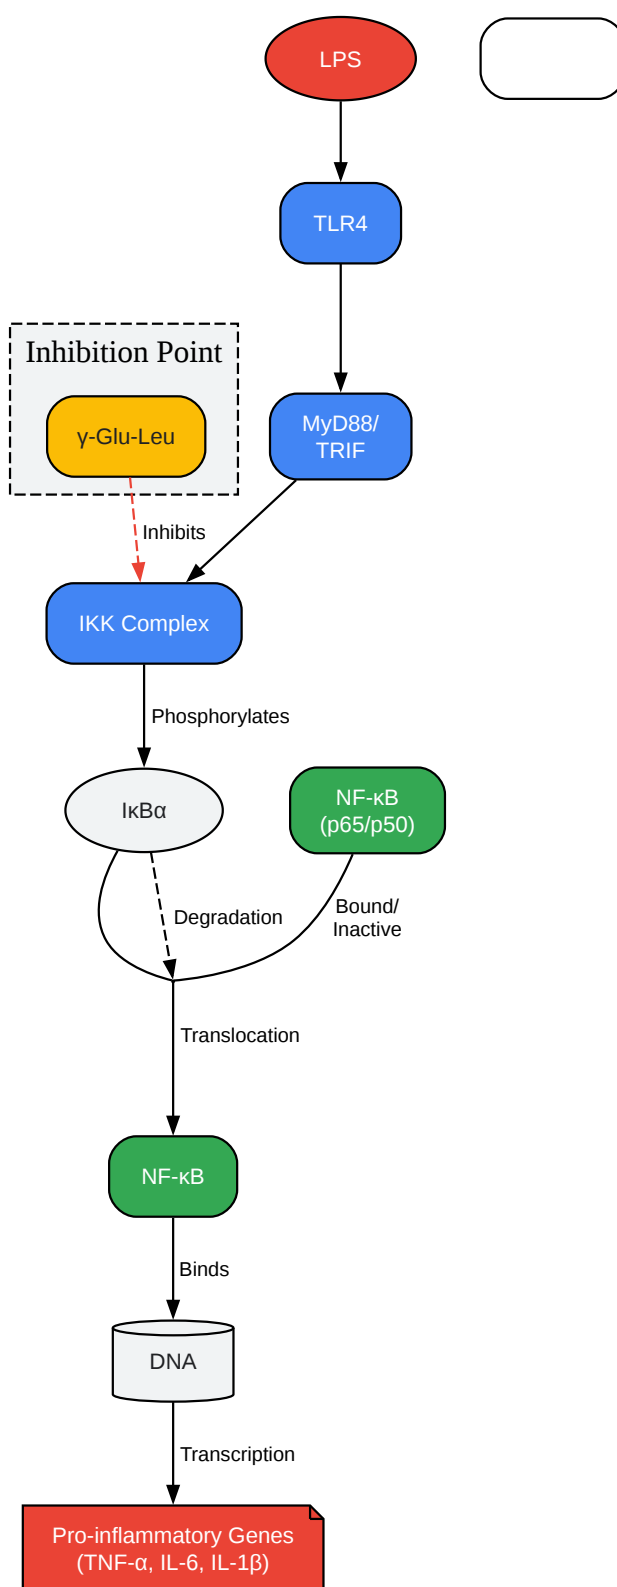 LPS
TLR4
Inhibition Point
γ-Glu-Leu
MyD88/
TRIF
Inhibits
IKK Complex
Phosphorylates
IκBα
NF-κB
(p65/p50)
Degradation
Bound/
Inactive
Translocation
NF-κB
Binds
DNA
Transcription
Pro-inflammatory Genes
(TNF-α, IL-6, IL-1β)